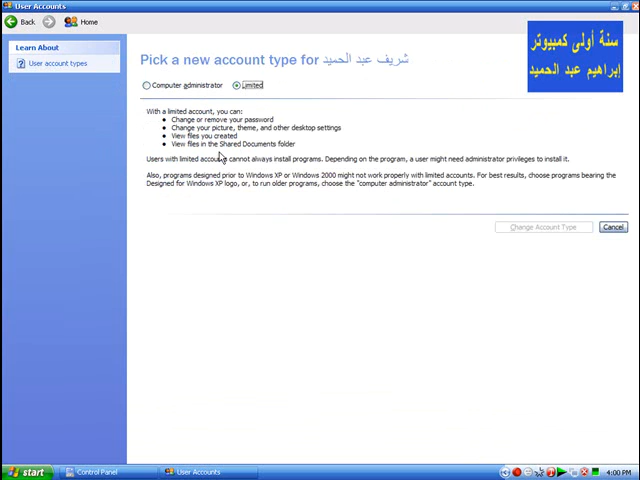 User Accounts
Back
Home
سنة أولى كمبيوتر
إبراهيم عبد الحميد
Learn About
User account types
Pick a new account type for شريف عبد الحميد
Computer administrator
Limited
With a limited account, you can:
Change or remove your password
Change your picture, theme, and other desktop settings
View files you created
View files in the Shared Documents folder
Users with limited accounts cannot always install programs. Depending on the program, a user might need administrator privileges to install it.
Also, programs designed prior to Windows XP or Windows 2000 might not work properly with limited accounts. For best results, choose programs bearing the
Designed for Windows XP logo, or, to run older programs, choose the "computer administrator" account type.
Change Account Type
Cancel
start
Control Panel
User Accounts
4:00 PM